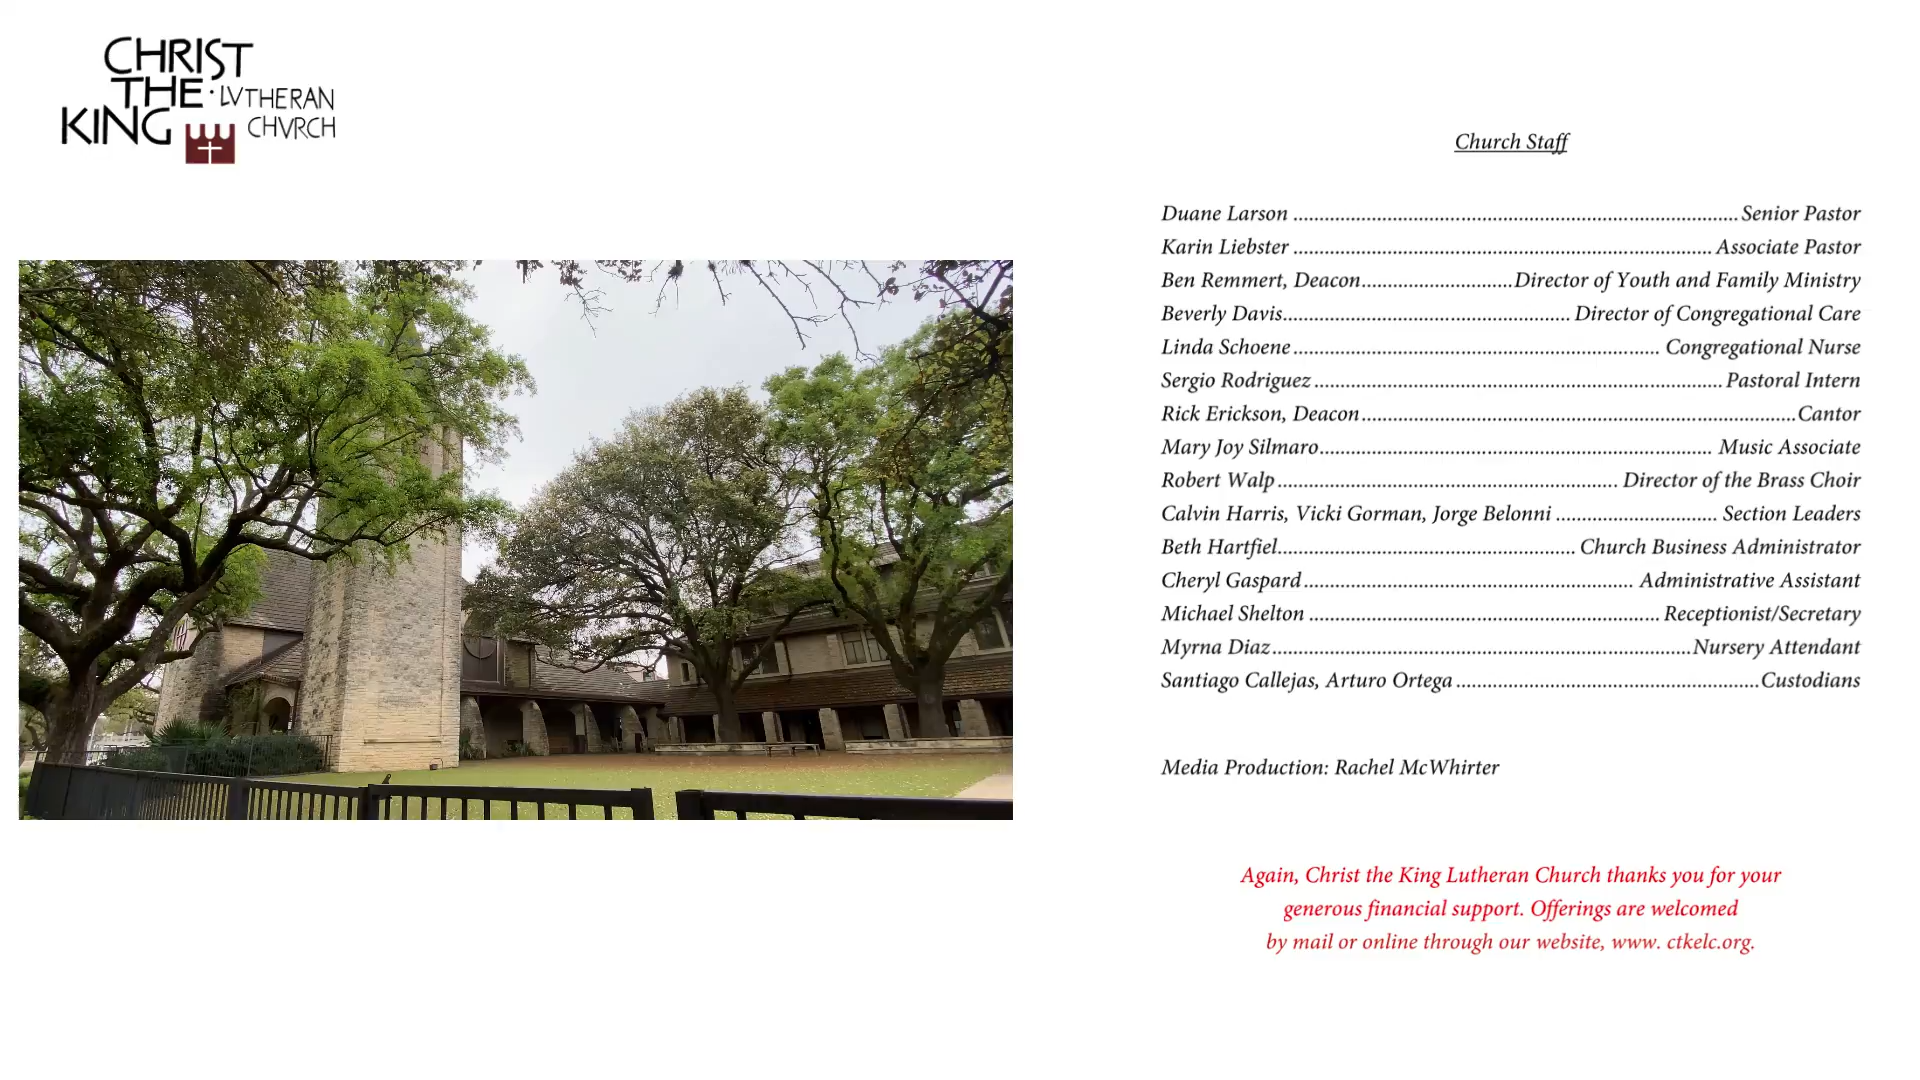 CHRIST
THE · LVTHERAN
KING CHVRCH
Church Staff
Duane Larson ........................................................................................ Senior Pastor
Karin Liebster ................................................................................... Associate Pastor
Ben Remmert, Deacon..............................Director of Youth and Family Ministry
Beverly Davis......................................................... Director of Congregational Care
Linda Schoene ......................................................................... Congregational Nurse
Sergio Rodriguez ................................................................................. Pastoral Intern
Rick Erickson, Deacon......................................................................................Cantor
Mary Joy Silmaro.............................................................................. Music Associate
Robert Walp ................................................................... Director of the Brass Choir
Calvin Harris, Vicki Gorman, Jorge Belonni ................................ Section Leaders
Beth Hartfiel........................................................... Church Business Administrator
Cheryl Gaspard ................................................................. Administrative Assistant
Michael Shelton ...................................................................... Receptionist/Secretary
Myrna Diaz...................................................................................Nursery Attendant
Santiago Callejas, Arturo Ortega ............................................................Custodians
Media Production: Rachel McWhirter
Again, Christ the King Lutheran Church thanks you for your
generous financial support. Offerings are welcomed
by mail or online through our website, www. ctkelc.org.